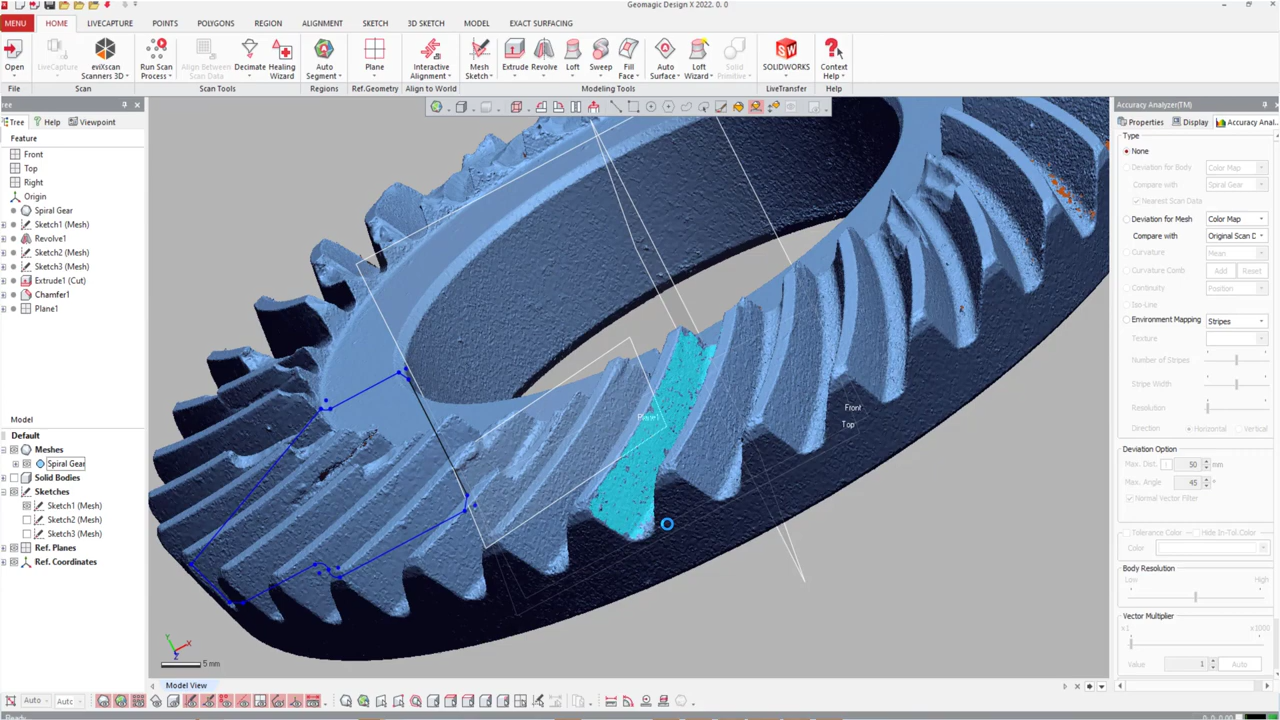 Geomagic Design X 2022. 0. 0
MENU HOME LIVECAPTURE POINTS POLYGONS REGION ALIGNMENT SKETCH 3D SKETCH MODEL EXACT SURFACING
Open
LiveCapture
eviXscan Scanners 3D
Run Scan Process
Align Between Scan Data
Decimate
Healing Wizard
Auto Segment
Plane
Interactive Alignment
Mesh Sketch
Extrude
Revolve
Loft
Sweep
Fill Face
Auto Surface
Loft Wizard
Solid Primitive
SOLIDWORKS
Context Help
File
Scan
Scan Tools
Regions
Ref.Geometry
Align to World
Modeling Tools
LiveTransfer
Help
Tree
Tree Help Viewpoint
Feature
Front
Top
Right
Origin
Spiral Gear
Sketch1 (Mesh)
Revolve1
Sketch2 (Mesh)
Sketch3 (Mesh)
Extrude1 (Cut)
Chamfer1
Plane1
Model
Default
Meshes
Spiral Gear
Solid Bodies
Sketches
Sketch1 (Mesh)
Sketch2 (Mesh)
Sketch3 (Mesh)
Ref. Planes
Ref. Coordinates
Plane1
Front
Top
Y
X
Z
5 mm
Model View
Auto
Ready
Accuracy Analyzer(TM)
Properties Display Accuracy Anal...
Type
None
Deviation for Body Color Map
Compare with Spiral Gear
Nearest Scan Data
Deviation for Mesh Color Map
Compare with Original Scan D
Curvature Mean
Curvature Comb Add Reset
Continuity Position
Iso-Line
Environment Mapping Stripes
Texture
Number of Stripes
Stripe Width
Resolution
Direction Horizontal Vertical
Deviation Option
Max. Dist. 50 mm
Max. Angle 45 °
Normal Vector Filter
Tolerance Color Hide In-Tol. Color
Color
Body Resolution
Low High
Vector Multiplier
x1 x1000
Value 1 Auto